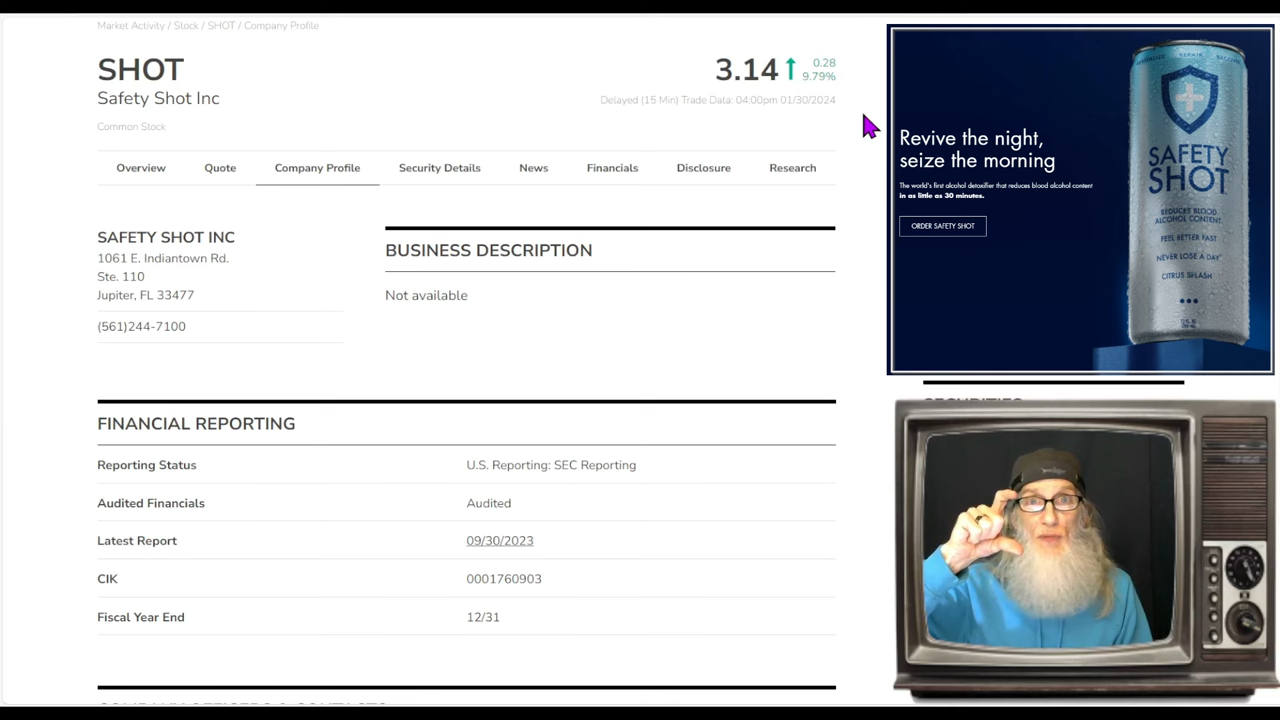 Market Activity / Stock / SHOT / Company Profile
SHOT
Safety Shot Inc
Common Stock
3.14
0.28
9.79%
Delayed (15 Min) Trade Data: 04:00pm 01/30/2024
Overview Quote Company Profile Security Details News Financials Disclosure Research
SAFETY SHOT INC
1061 E. Indiantown Rd.
Ste. 110
Jupiter, FL 33477
(561)244-7100
BUSINESS DESCRIPTION
Not available
FINANCIAL REPORTING
Reporting Status U.S. Reporting: SEC Reporting
Audited Financials Audited
Latest Report 09/30/2023
CIK 0001760903
Fiscal Year End 12/31
Revive the night,
seize the morning
The world's first alcohol detoxifier that reduces blood alcohol content
in as little as 30 minutes.
ORDER SAFETY SHOT
REPAIR
SAFETY
SHOT
REDUCES BLOOD
ALCOHOL CONTENT
FEEL BETTER FAST
NEVER LOSE A DAY
CITRUS SPLASH